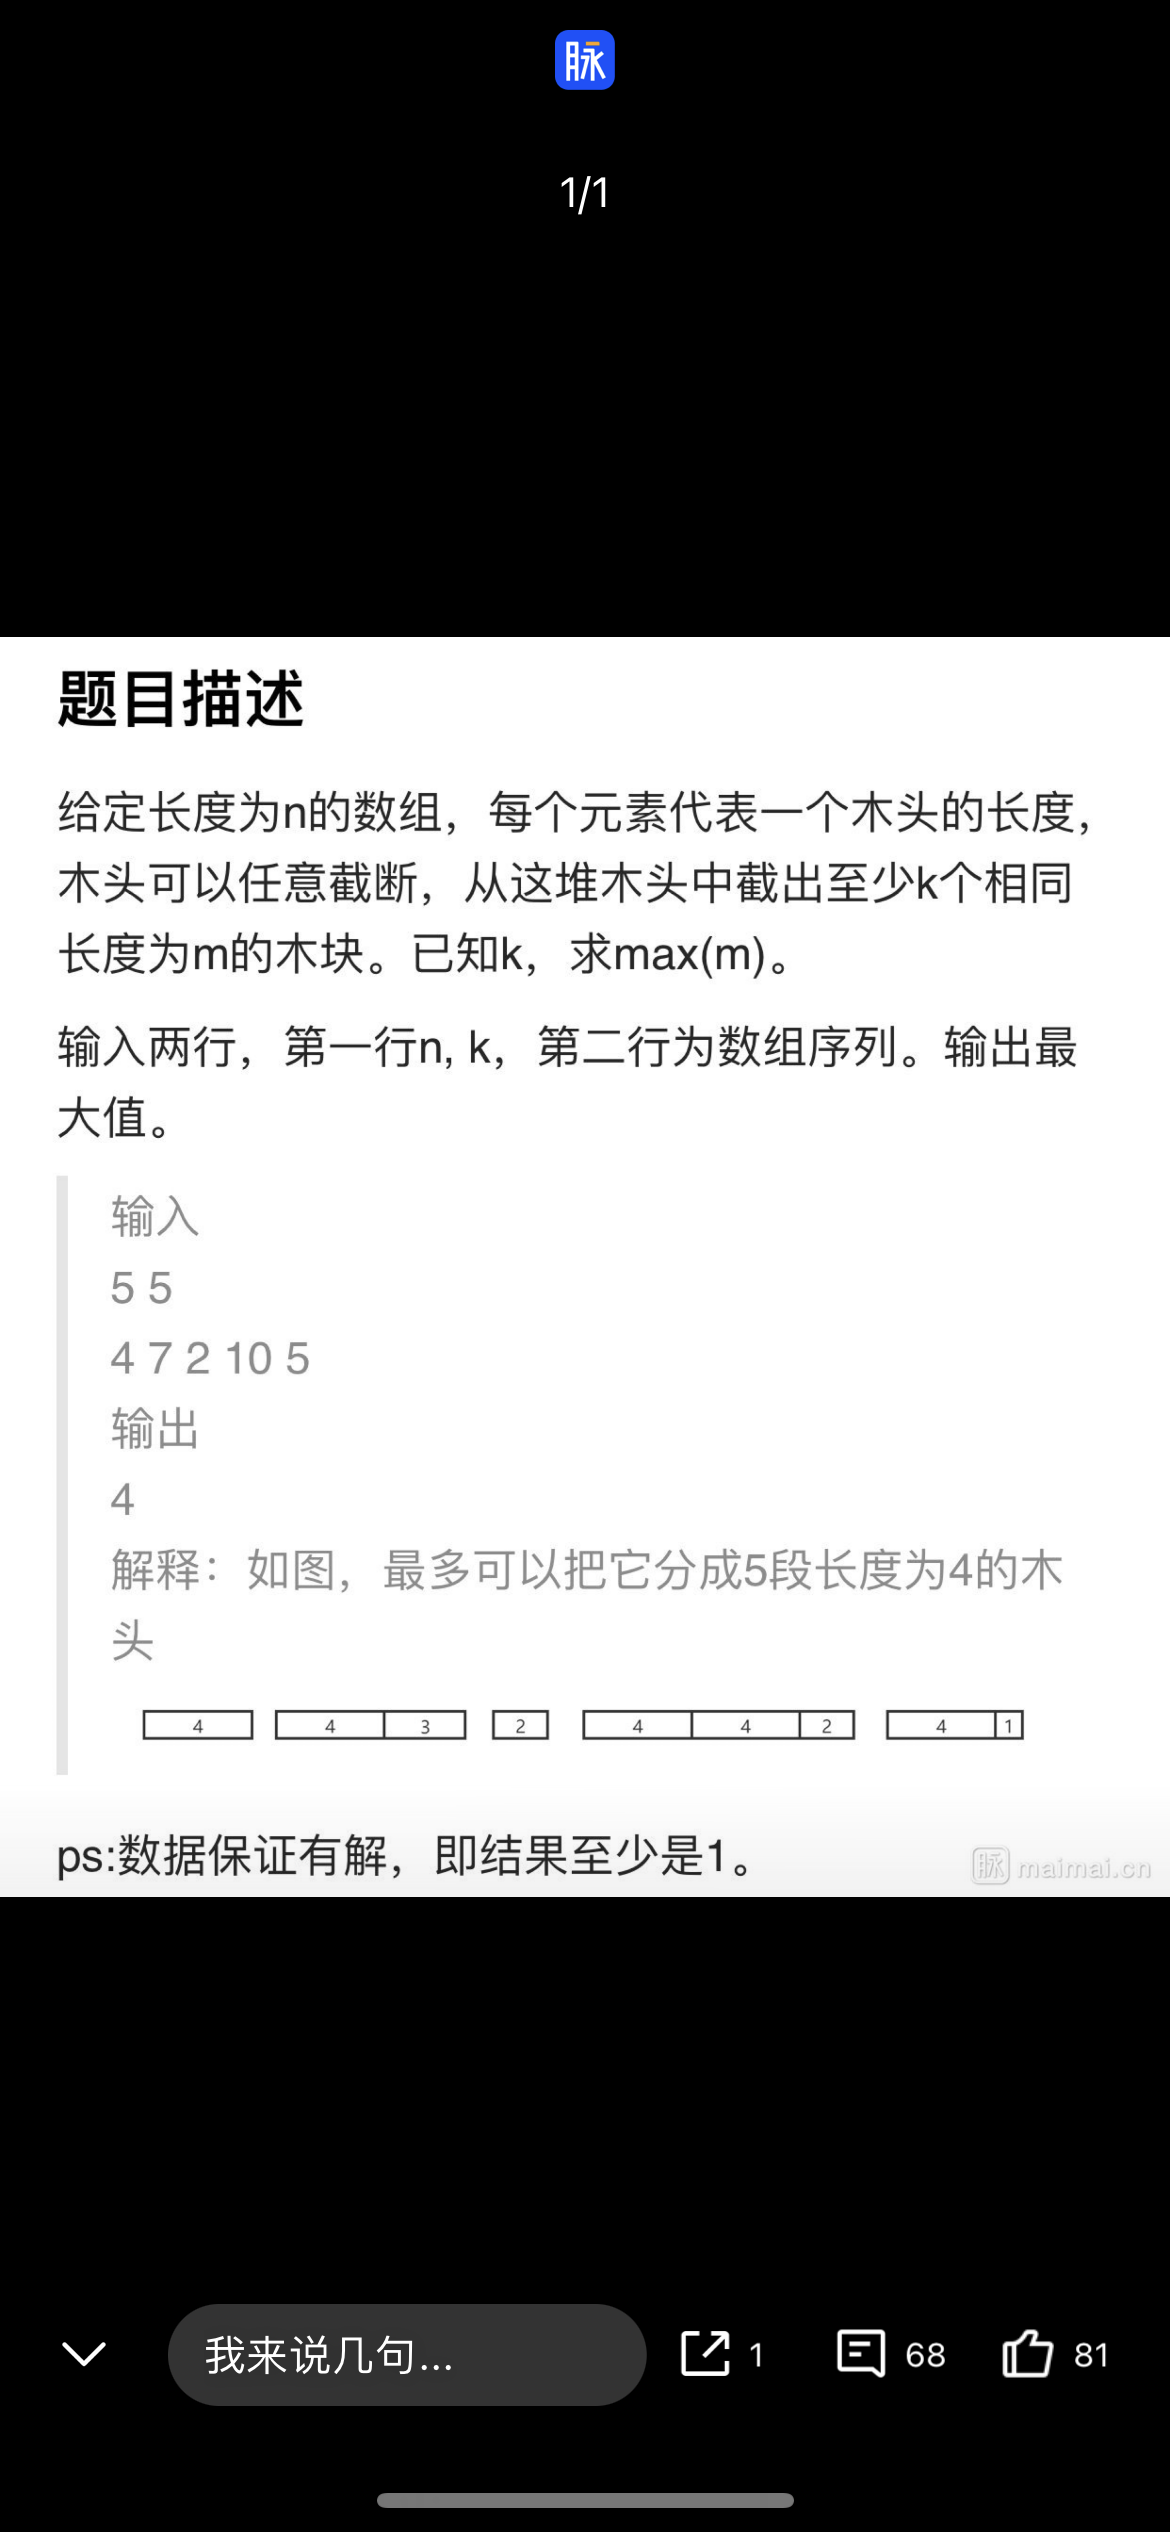 脉
1/1
题目描述
给定长度为n的数组，每个元素代表一个木头的长度，
木头可以任意截断，从这堆木头中截出至少k个相同
长度为m的木块。已知k，求max(m)。
输入两行，第一行n, k，第二行为数组序列。输出最
大值。
输入
5 5
4 7 2 10 5
输出
4
解释：如图，最多可以把它分成5段长度为4的木
头
4 4 3 2 4 4 2 4 1
ps:数据保证有解，即结果至少是1。
脉 maimai.cn
我来说几句... 1 68 81